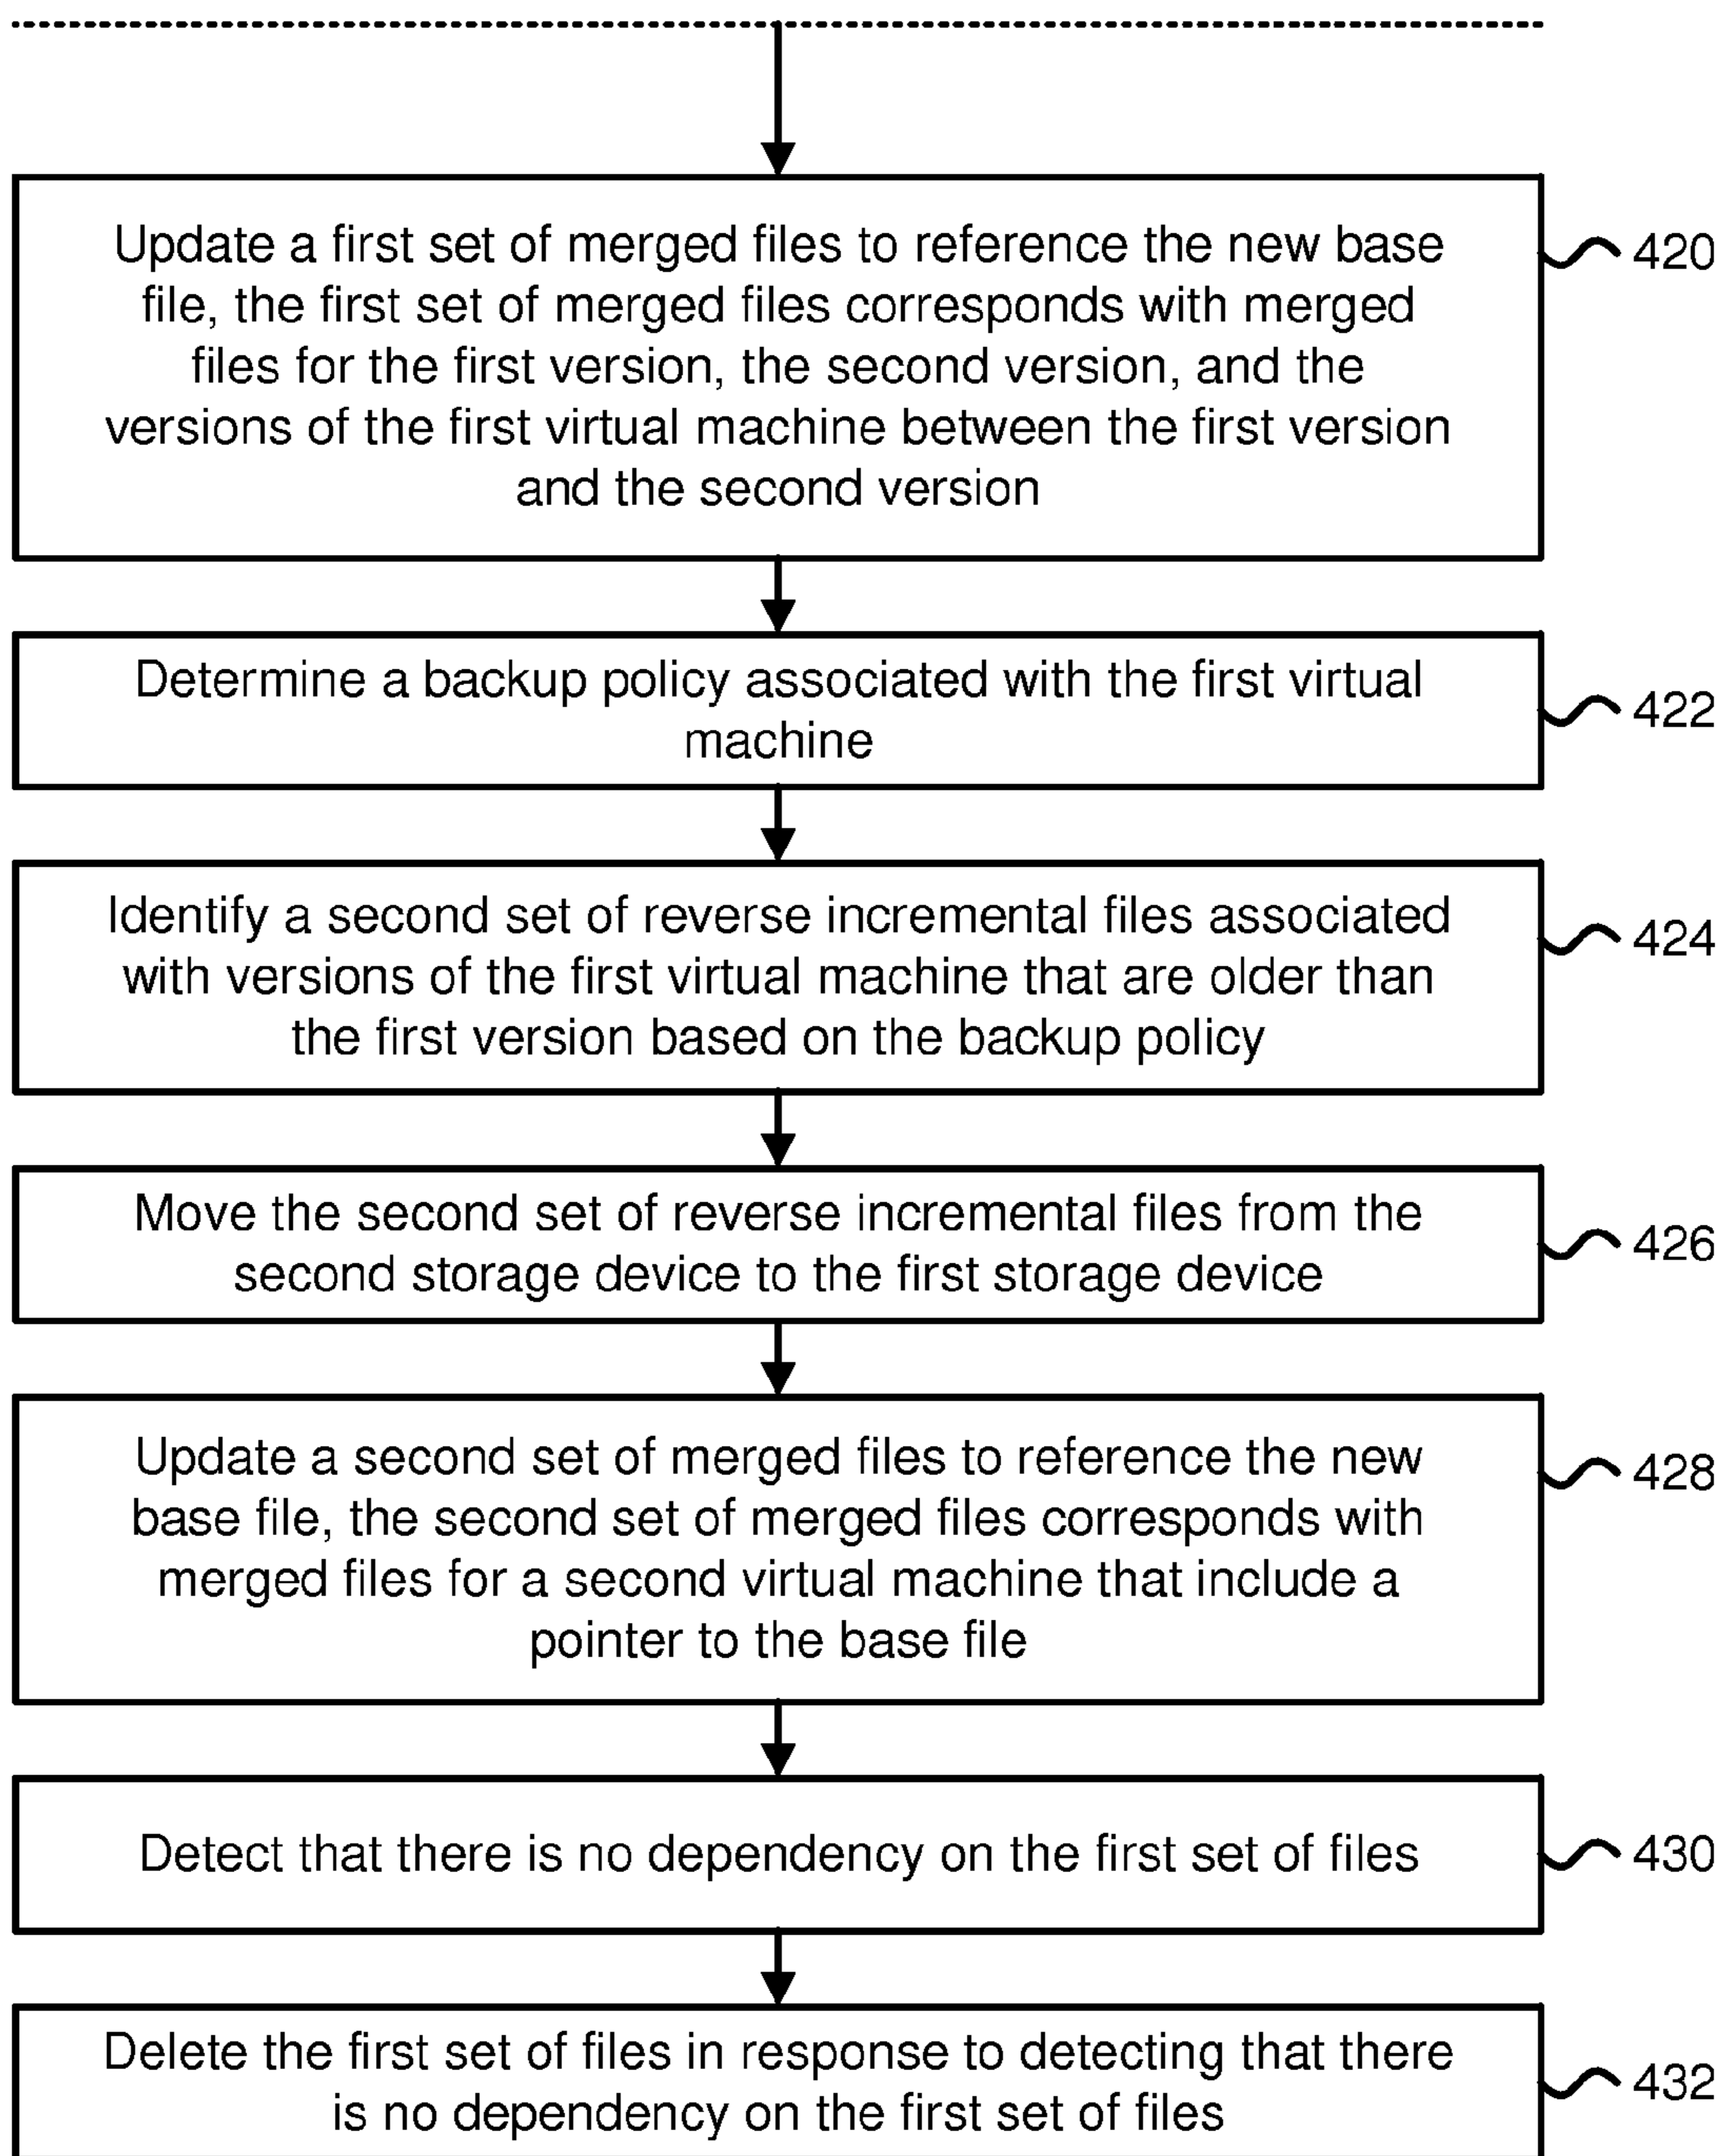 Update a first set of merged files to reference the new base
file, the first set of merged files corresponds with merged
files for the first version, the second version, and the
versions of the first virtual machine between the first version
and the second version
420
Determine a backup policy associated with the first virtual
machine
422
Identify a second set of reverse incremental files associated
with versions of the first virtual machine that are older than
the first version based on the backup policy
424
Move the second set of reverse incremental files from the
second storage device to the first storage device
426
Update a second set of merged files to reference the new
base file, the second set of merged files corresponds with
merged files for a second virtual machine that include a
pointer to the base file
428
Detect that there is no dependency on the first set of files
430
Delete the first set of files in response to detecting that there
is no dependency on the first set of files
432